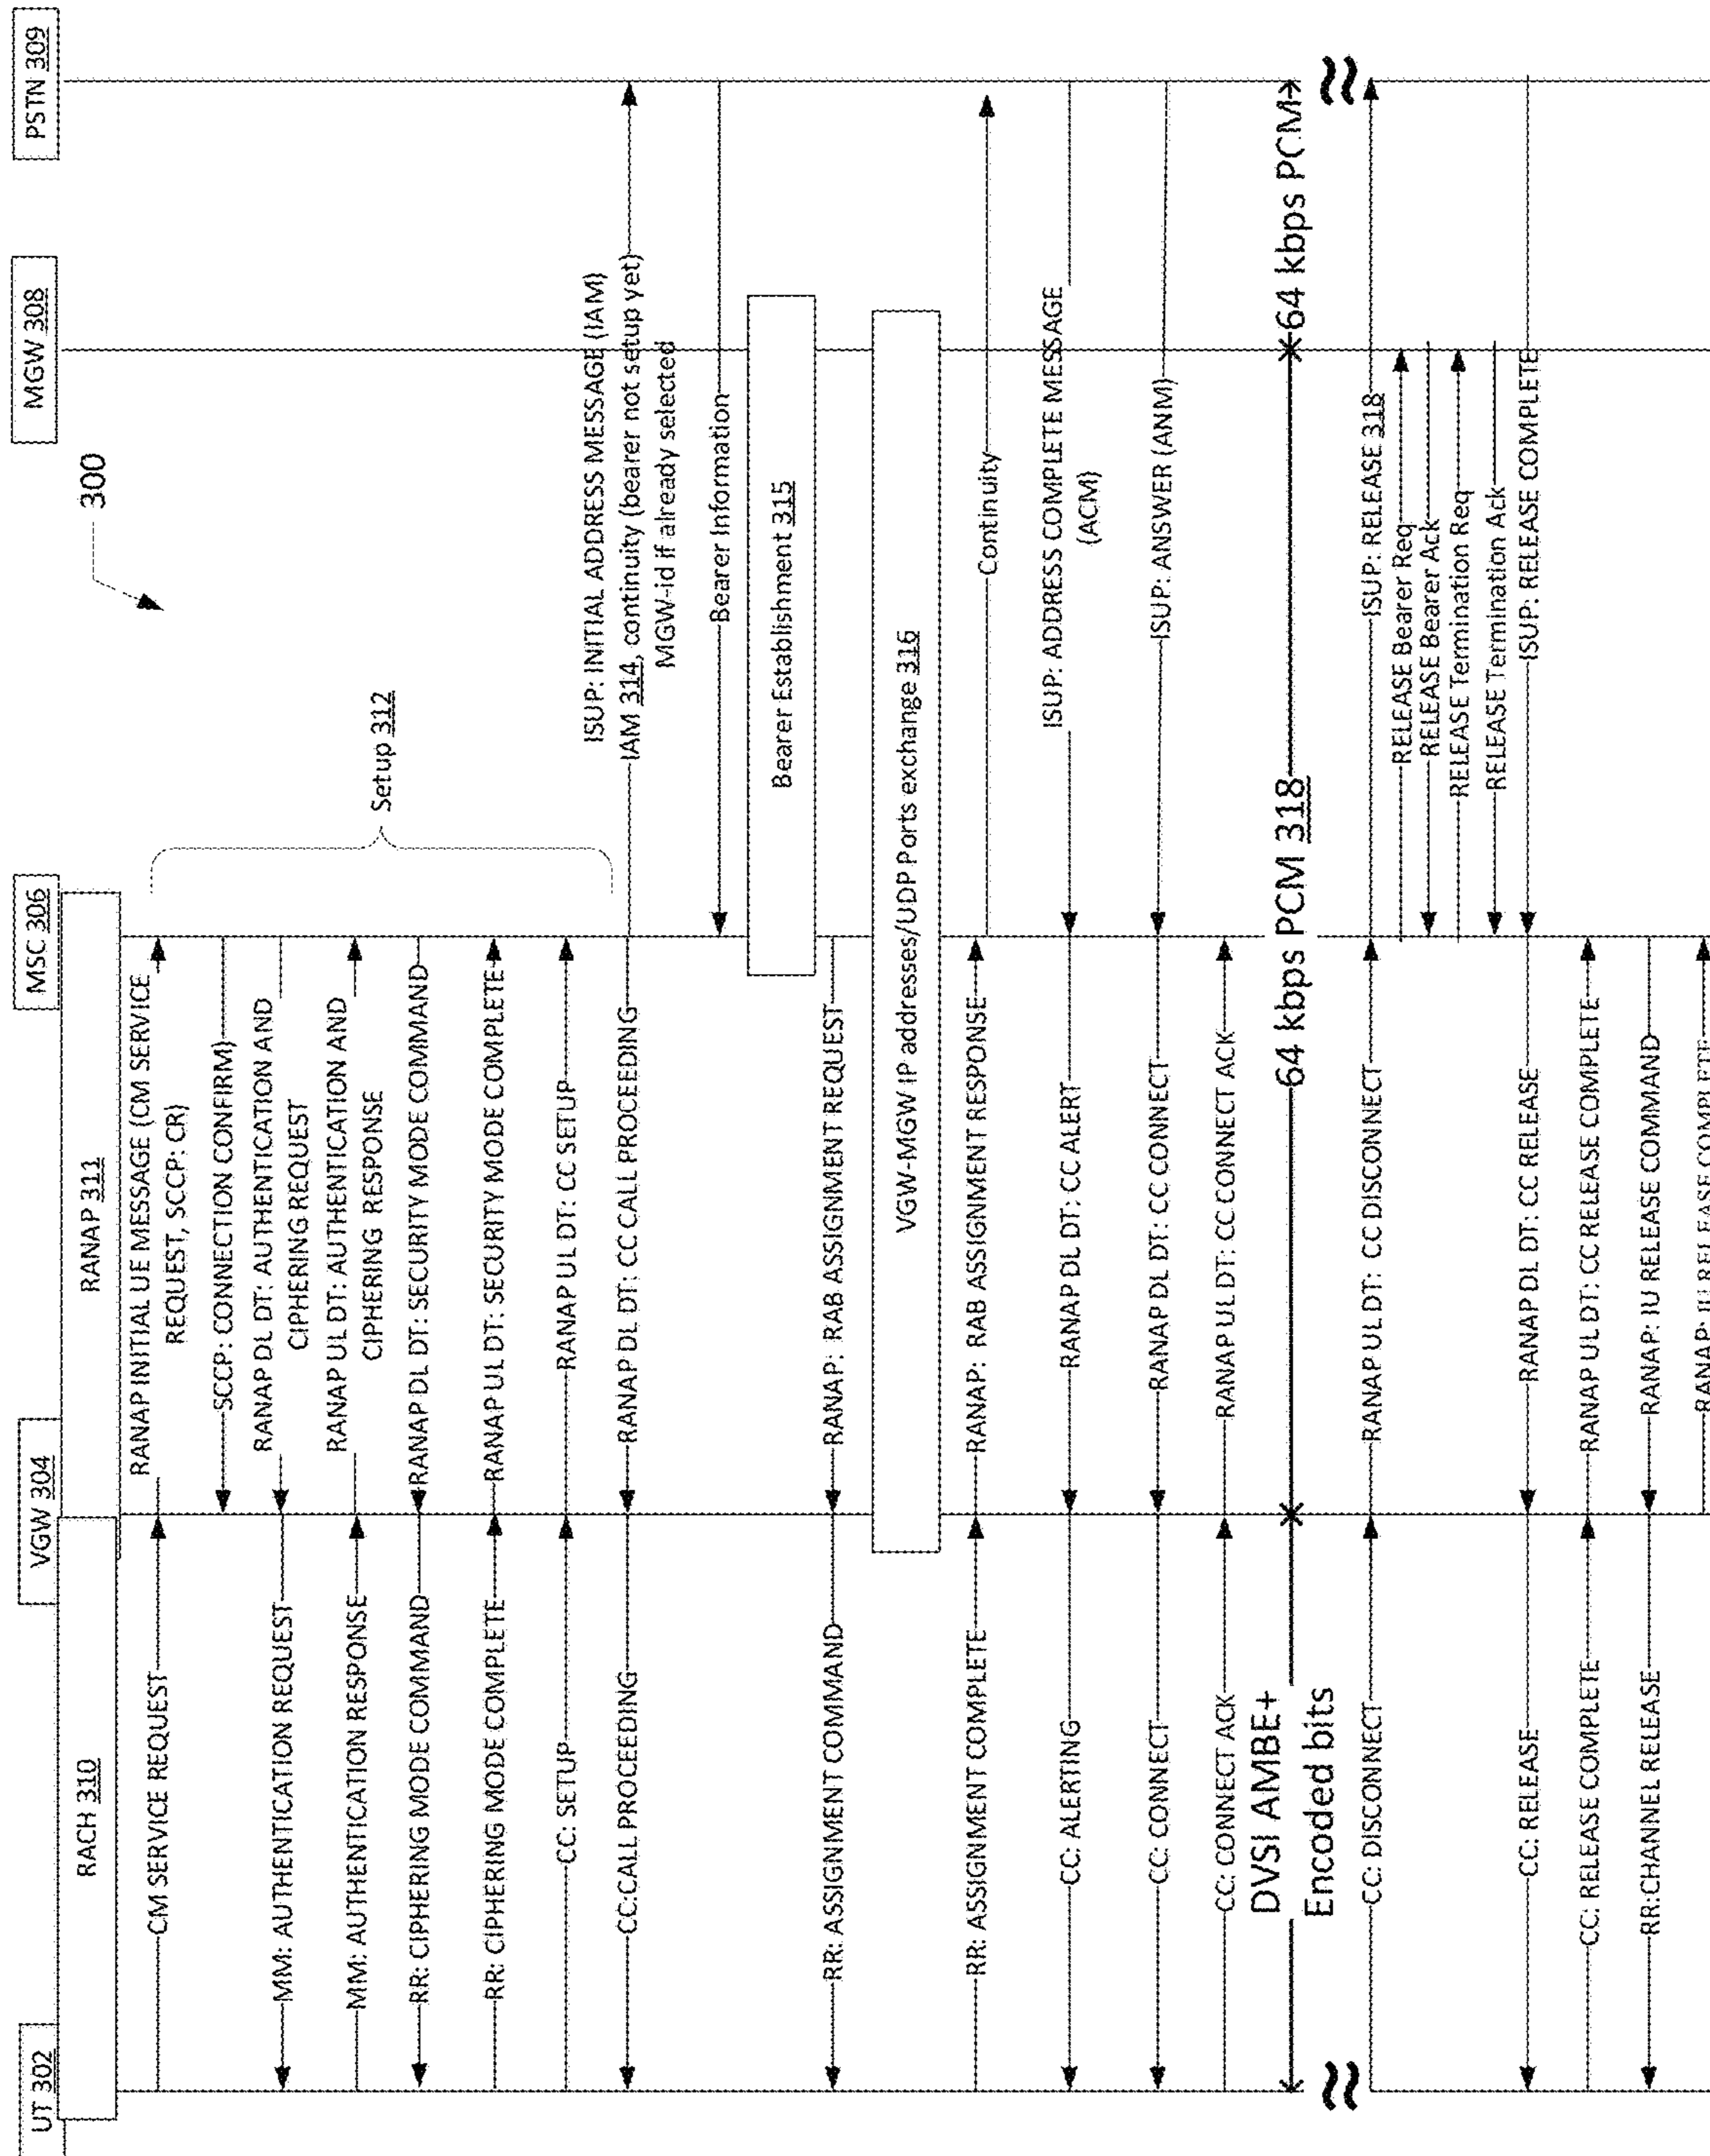 UT 302
VGW 304
MSC 306
MGW 308
PSTN 309
RACH 310
RANAP 311
300
CM SERVICE REQUEST
RANAP INITIAL UE MESSAGE (CM SERVICE
REQUEST, SCCP: CR)
SCCP: CONNECTION CONFIRM)
MM: AUTHENTICATION REQUEST
RANAP DL DT: AUTHENTICATION AND
CIPHERING REQUEST
MM: AUTHENTICATION RESPONSE
RANAP UL DT: AUTHENTICATION AND
CIPHERING RESPONSE
RR: CIPHERING MODE COMMAND
RANAP DL DT: SECURITY MODE COMMAND
Setup 312
RR: CIPHERING MODE COMPLETE
RANAP UL DT: SECURITY MODE COMPLETE
CC: SETUP
RANAP UL DT: CC SETUP
ISUP: INITIAL ADDRESS MESSAGE (IAM)
CC:CALL PROCEEDING
RANAP DL DT: CC CALL PROCEEDING
IAM 314, continuity (bearer not setup yet)
MGW-id if already selected
Bearer Information
Bearer Establishment 315
RR: ASSIGNMENT COMMAND
RANAP: RAB ASSIGNMENT REQUEST
VGW-MGW IP addresses/UDP Ports exchange 316
RR: ASSIGNMENT COMPLETE
RANAP: RAB ASSIGNMENT RESPONSE
Continuity
CC: ALERTING
RANAP DL DT: CC ALERT
ISUP: ADDRESS COMPLETE MESSAGE
(ACM)
CC: CONNECT
RANAP DL DT: CC CONNECT
ISUP: ANSWER (ANM)
CC: CONNECT ACK
RANAP UL DT: CC CONNECT ACK
DVSI AMBE+
Encoded bits
64 kbps PCM 318
64 kbps PCM
CC: DISCONNECT
RANAP UL DT: CC DISCONNECT
ISUP: RELEASE 318
RELEASE Bearer Req
RELEASE Bearer Ack
RELEASE Termination Req
RELEASE Termination Ack
CC: RELEASE
RANAP DL DT: CC RELEASE
ISUP: RELEASE COMPLETE
CC: RELEASE COMPLETE
RANAP UL DT: CC RELEASE COMPLETE
RR:CHANNEL RELEASE
RANAP: IU RELEASE COMMAND
RANAP: IU RELEASE COMPLETE